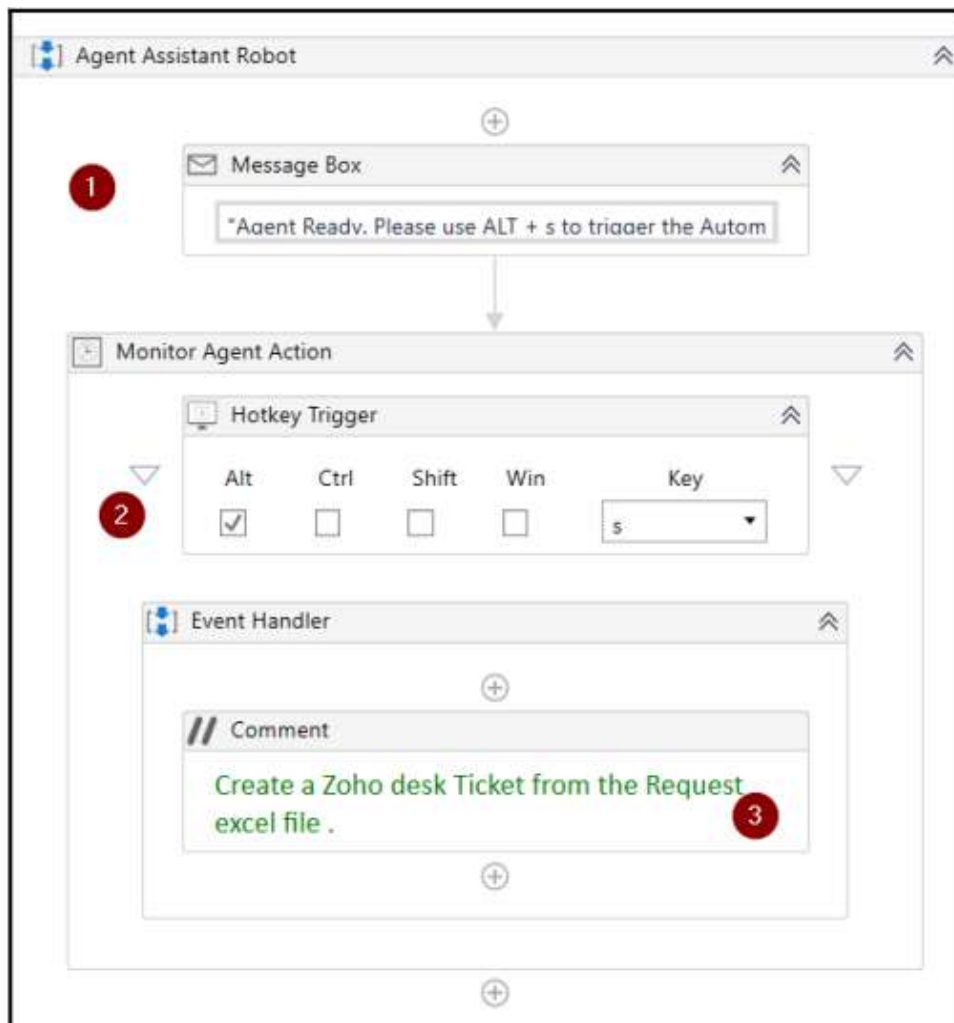 Agent Assistant Robot
Message Box
1
"Agent Ready. Please use ALT + s to trigger the Autom
Monitor Agent Action
Hotkey Trigger
Alt Ctrl Shift Win Key
2
s
Event Handler
// Comment
Create a Zoho desk Ticket from the Request
excel file .
3